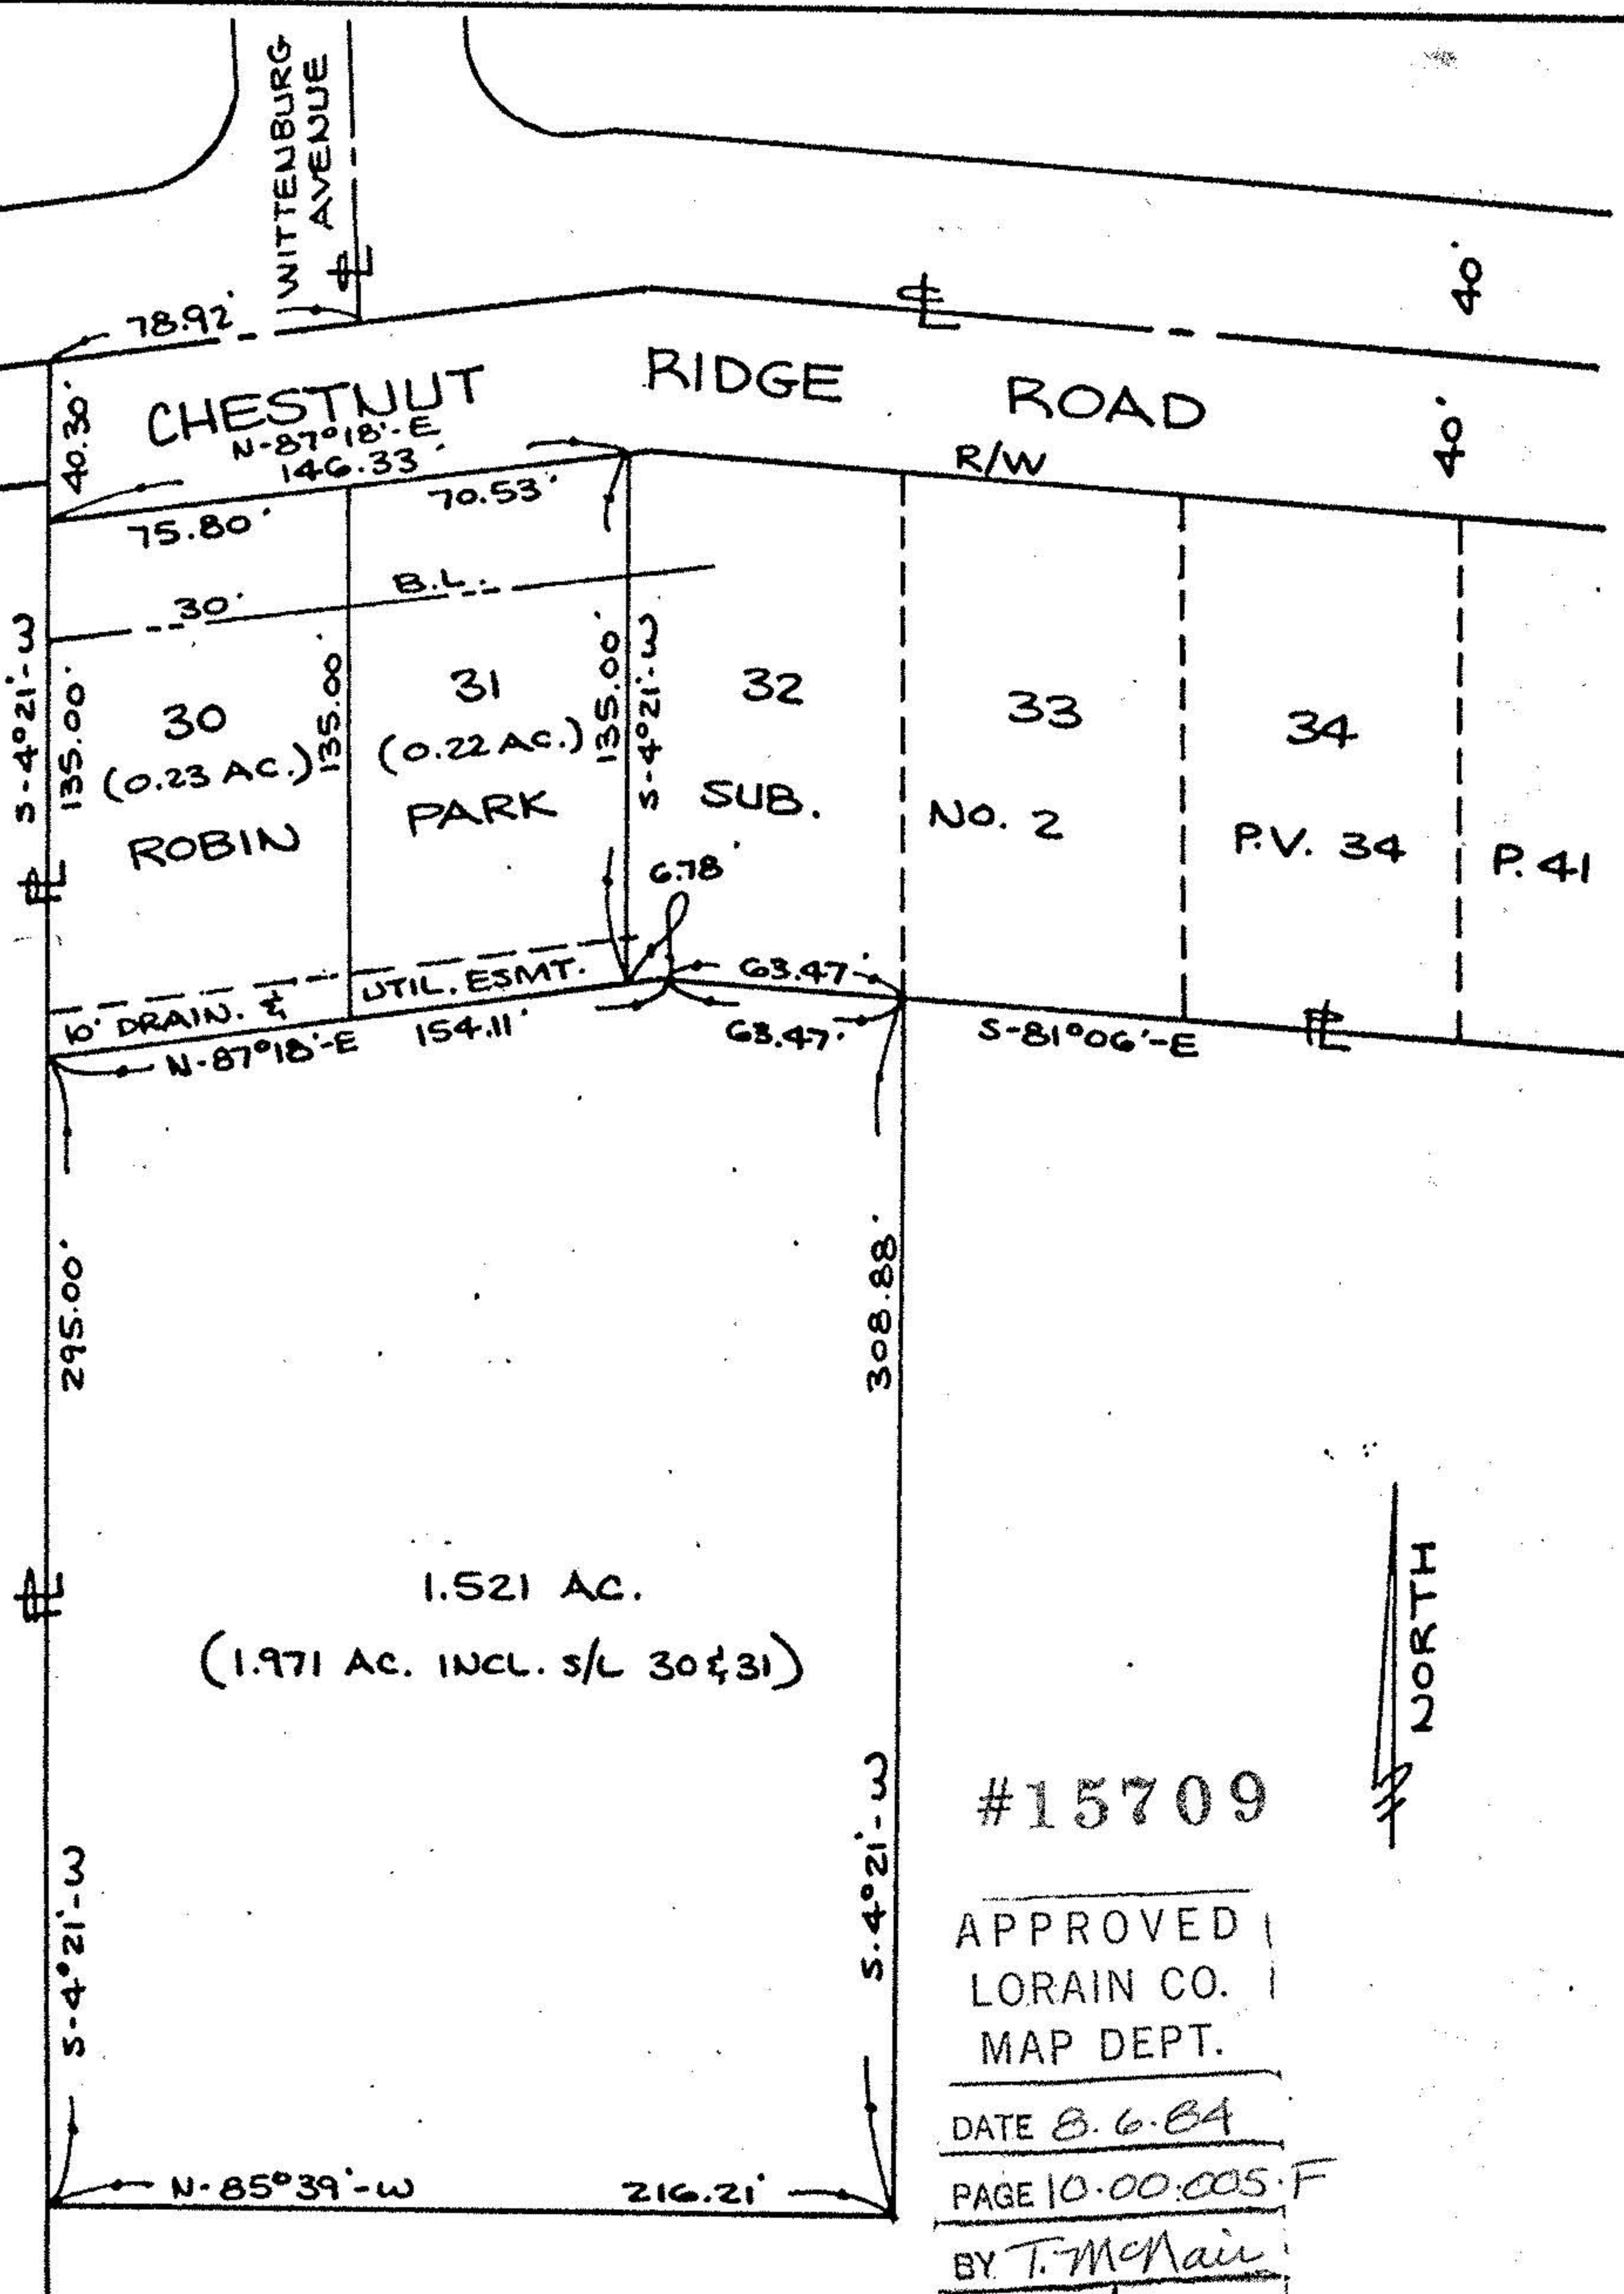 WITTENBURG
AVENUE
℄
78.92'
℄
40'
CHESTNUT RIDGE ROAD
40.30'
N-87°18'-E
146.33'
40'
R/W
75.80'
70.53'
30'
B.L.
S-4°21'-W
135.00'
135.00'
135.00'
S-4°21'-W
30
(0.23 AC.)
31
(0.22 AC.)
32
33
34
ROBIN PARK SUB. NO. 2 P.V. 34 P. 41
℄
6.78'
10' DRAIN. & UTIL. ESMT.
63.47'
N-87°18'-E 154.11'
63.47'
S-81°06'-E
PL
295.00'
308.88'
PL
1.521 AC.
(1.971 AC. INCL. S/L 30 & 31)
NORTH
S-4°21'-W
S-4°21'-W
N-85°39'-W 216.21'
#15709
APPROVED
LORAIN CO.
MAP DEPT.
DATE 8.6.84
PAGE 10.00.005.F
BY T. McNair